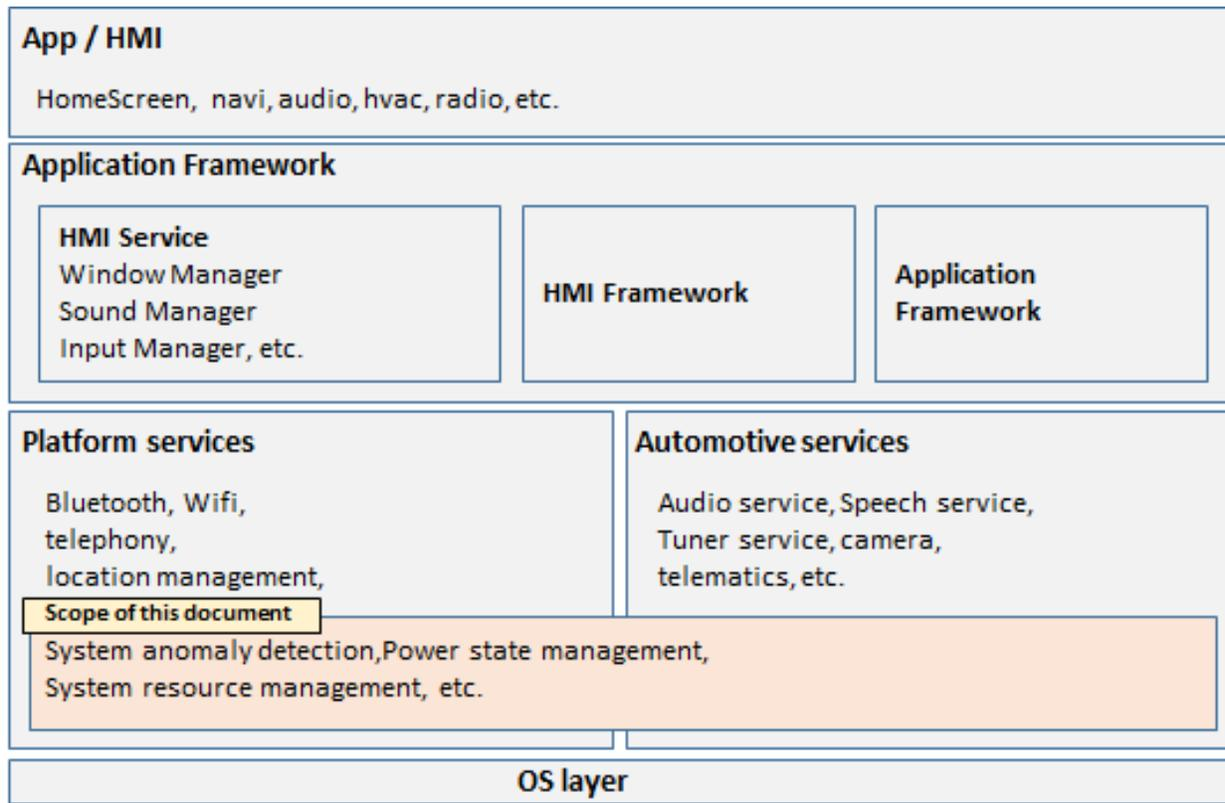 App / HMI
HomeScreen, navi, audio, hvac, radio, etc.
Application Framework
HMI Service
Window Manager
Sound Manager
Input Manager, etc.
HMI Framework
Application
Framework
Platform services
Bluetooth, Wifi,
telephony,
location management,
Automotive services
Audio service, Speech service,
Tuner service, camera,
telematics, etc.
Scope of this document
System anomaly detection,Power state management,
System resource management, etc.
OS layer